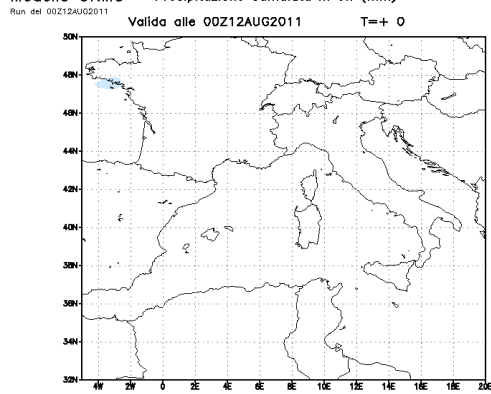 Run del 00Z12AUG2011
Valida alle 00Z12AUG2011 T=+ 0
50N
48N
46N
44N
42N
40N
38N
36N
34N
32N
4W 2W 0 2E 4E 6E 8E 10E 12E 14E 16E 18E 20E